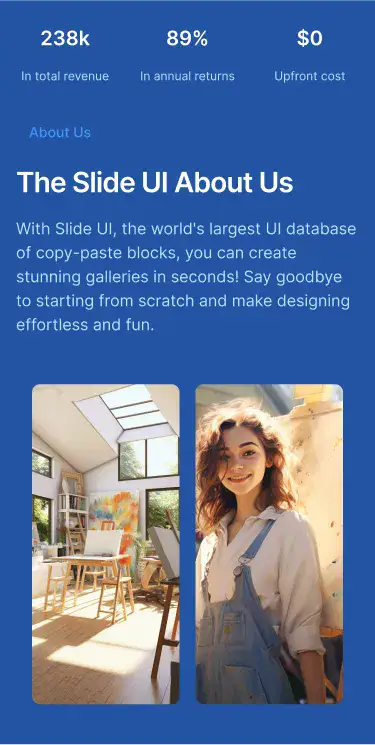 238k 89% $0
In total revenue In annual returns Upfront cost
About Us
The Slide UI About Us
With Slide UI, the world's largest UI database
of copy-paste blocks, you can create
stunning galleries in seconds! Say goodbye
to starting from scratch and make designing
effortless and fun.